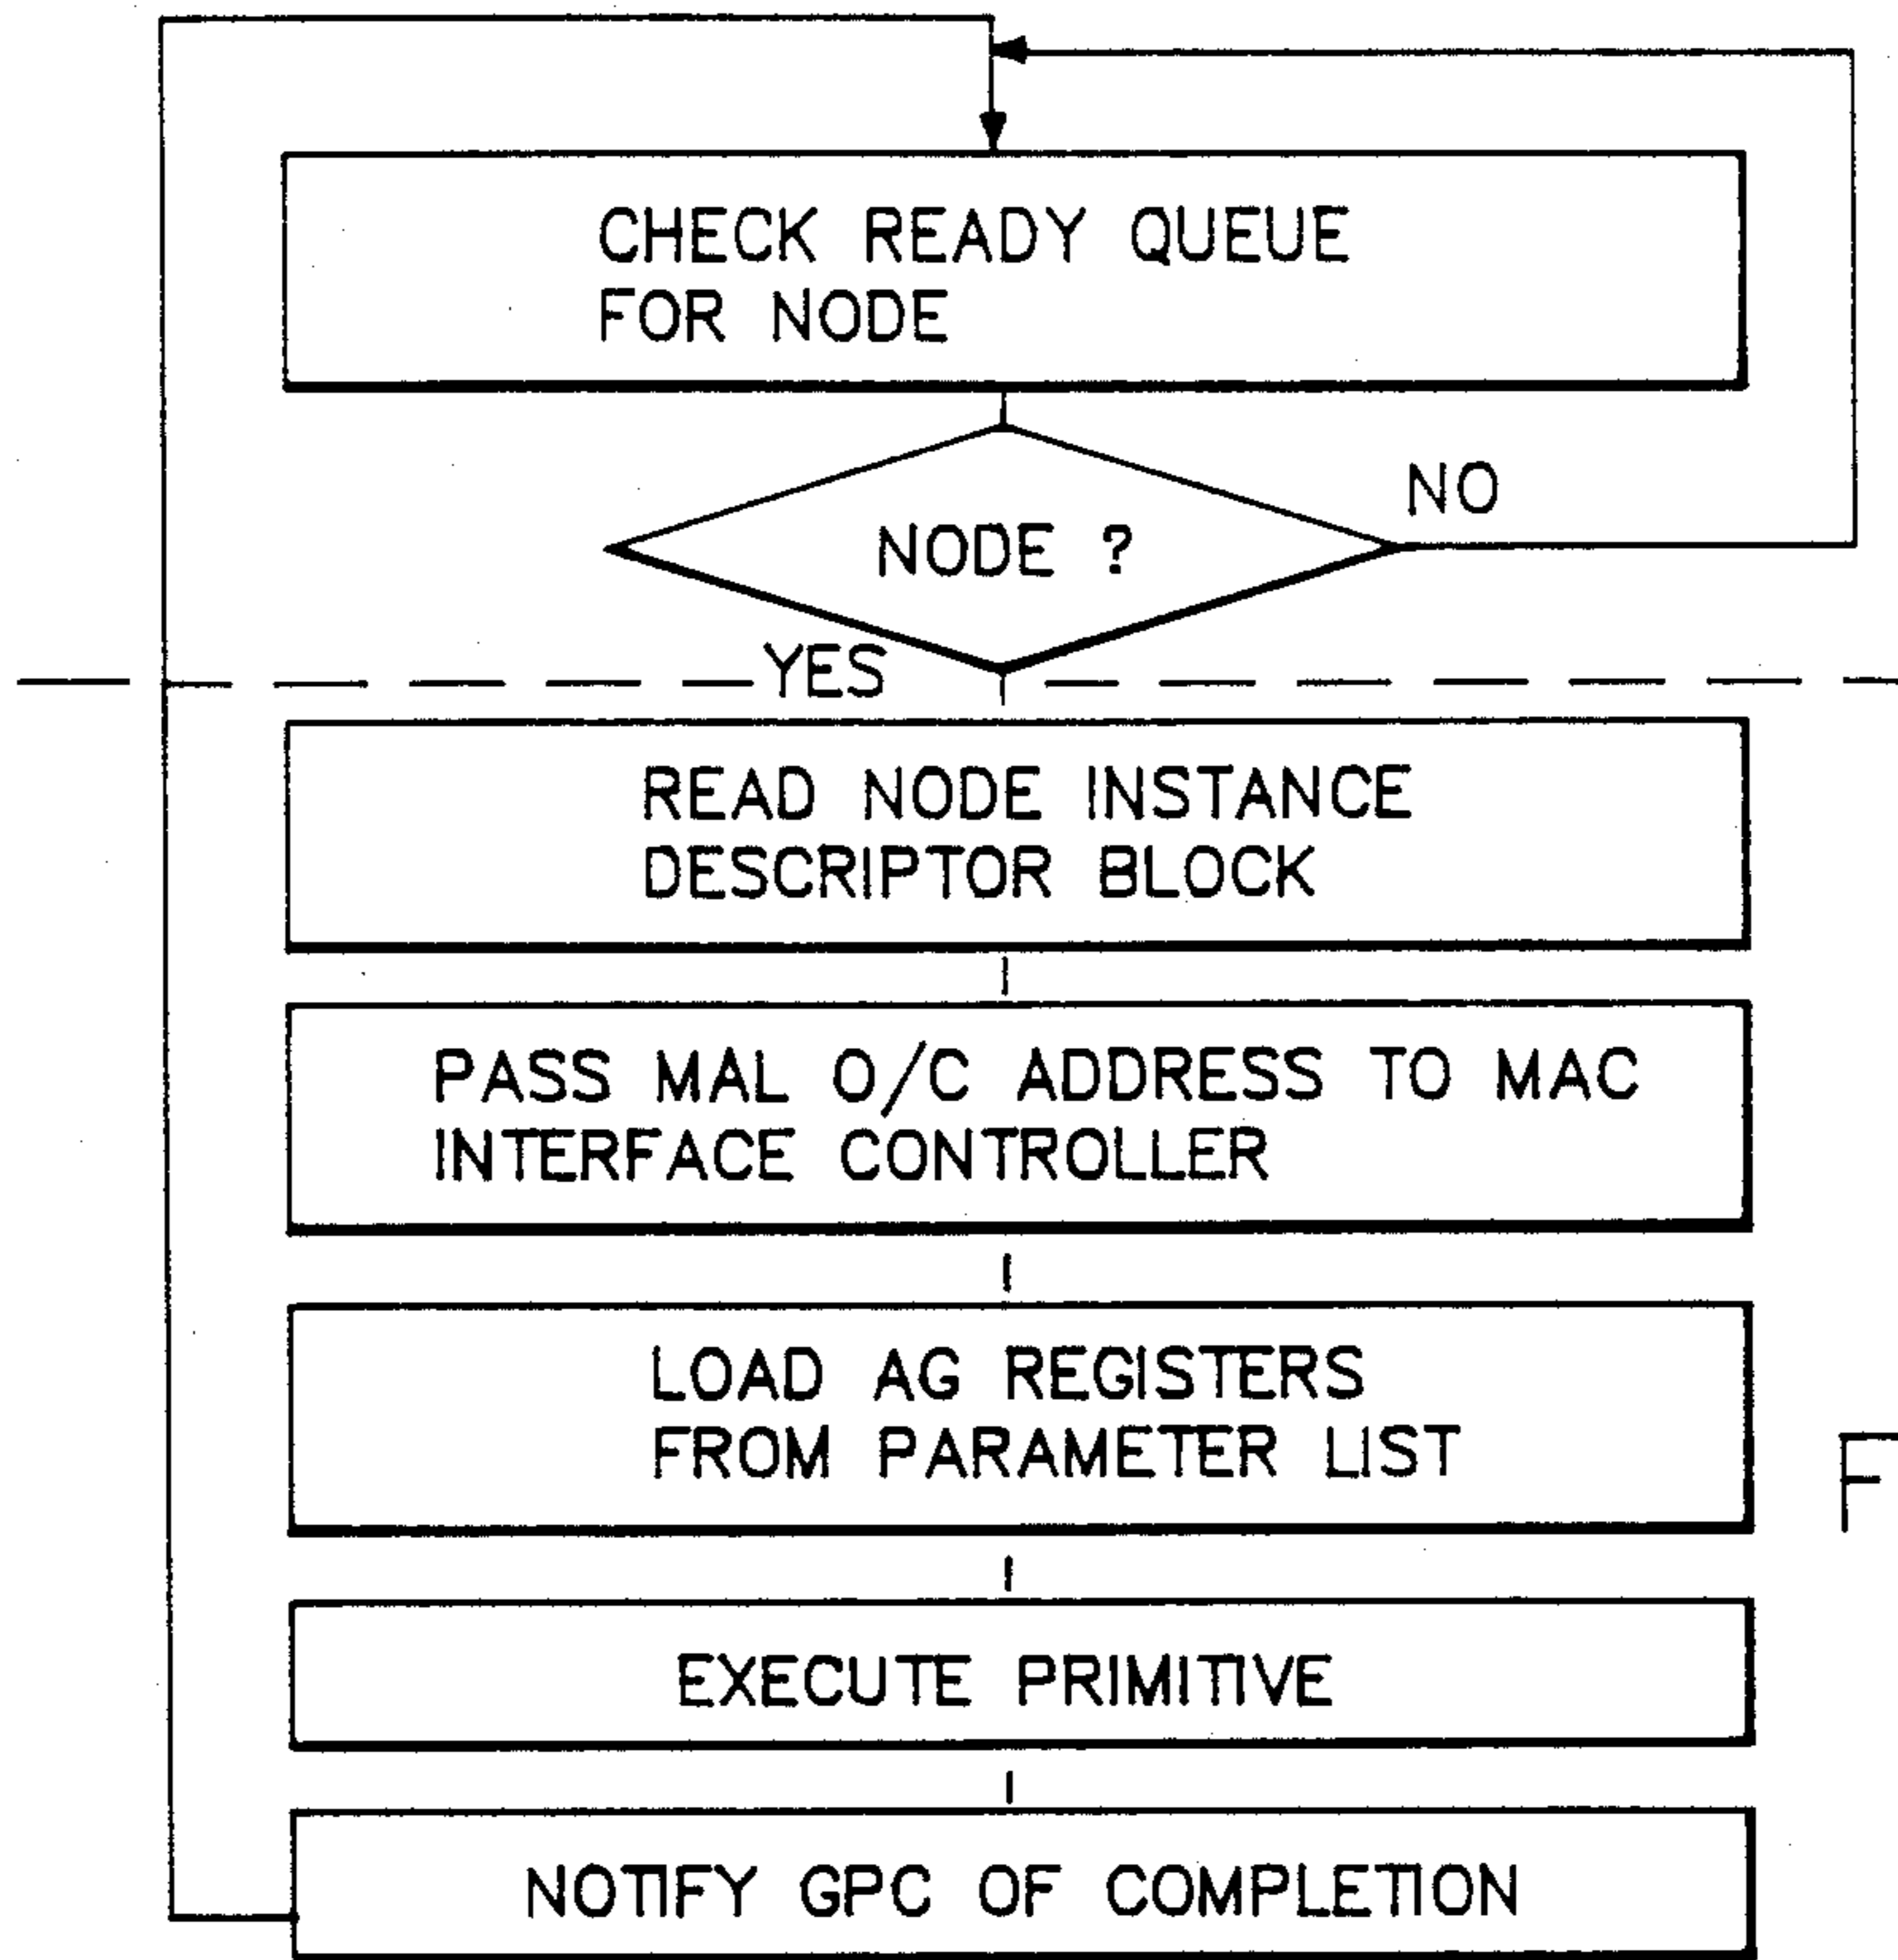 CHECK READY QUEUE
FOR NODE
NODE ?
NO
YES
READ NODE INSTANCE
DESCRIPTOR BLOCK
PASS MAL O/C ADDRESS TO MAC
INTERFACE CONTROLLER
LOAD AG REGISTERS
FROM PARAMETER LIST
F
EXECUTE PRIMITIVE
NOTIFY GPC OF COMPLETION